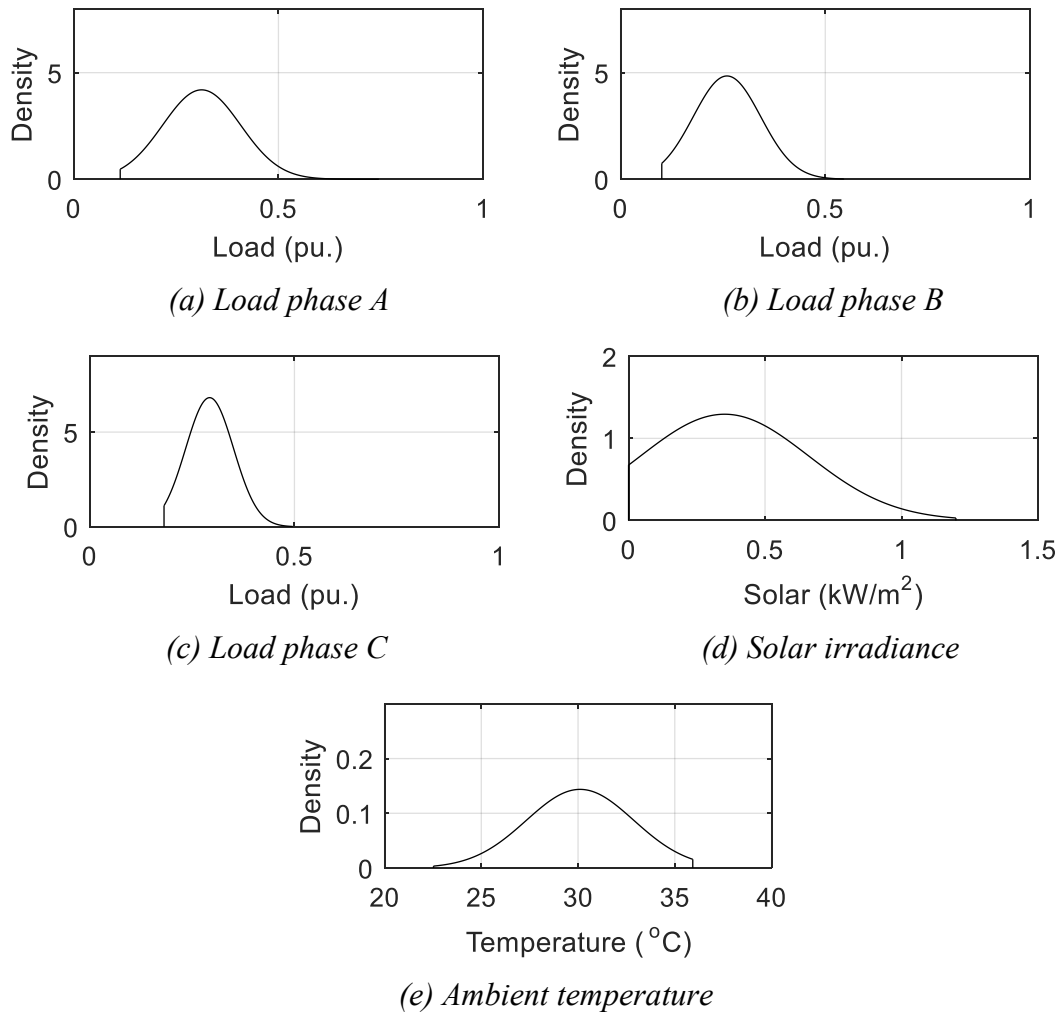 Density
5
0
0 0.5 1
Load (pu.)
(a) Load phase A
Density
5
0
0 0.5 1
Load (pu.)
(b) Load phase B
Density
5
0
0 0.5 1
Load (pu.)
(c) Load phase C
Density
2
1
0
0 0.5 1 1.5
Solar (kW/m²)
(d) Solar irradiance
Density
0.2
0.1
0
20 25 30 35 40
Temperature (°C)
(e) Ambient temperature